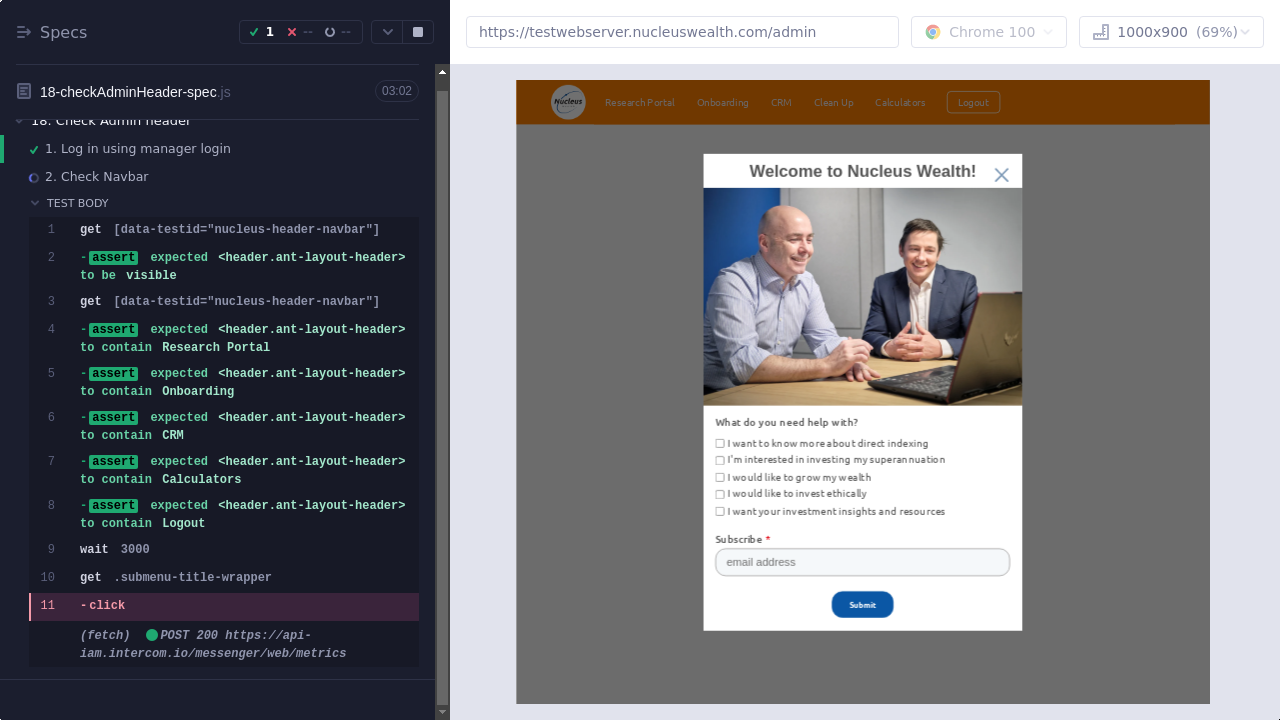 Specs
1
--
--
18-checkAdminHeader-spec.js
03:02
18. Check Admin header
1. Log in using manager login
2. Check Navbar
TEST BODY
1 get [data-testid="nucleus-header-navbar"]
2 -assert expected <header.ant-layout-header>
to be visible
3 get [data-testid="nucleus-header-navbar"]
4 -assert expected <header.ant-layout-header>
to contain Research Portal
5 -assert expected <header.ant-layout-header>
to contain Onboarding
6 -assert expected <header.ant-layout-header>
to contain CRM
7 -assert expected <header.ant-layout-header>
to contain Calculators
8 -assert expected <header.ant-layout-header>
to contain Logout
9 wait 3000
10 get .submenu-title-wrapper
11 -click
(fetch) POST 200 https://api-
iam.intercom.io/messenger/web/metrics
https://testwebserver.nucleuswealth.com/admin
Chrome 100
1000x900 (69%)
Nucleus
Research Portal Onboarding CRM Clean Up Calculators Logout
Welcome to Nucleus Wealth!
What do you need help with?
I want to know more about direct indexing
I'm interested in investing my superannuation
I would like to grow my wealth
I would like to invest ethically
I want your investment insights and resources
Subscribe *
email address
Submit